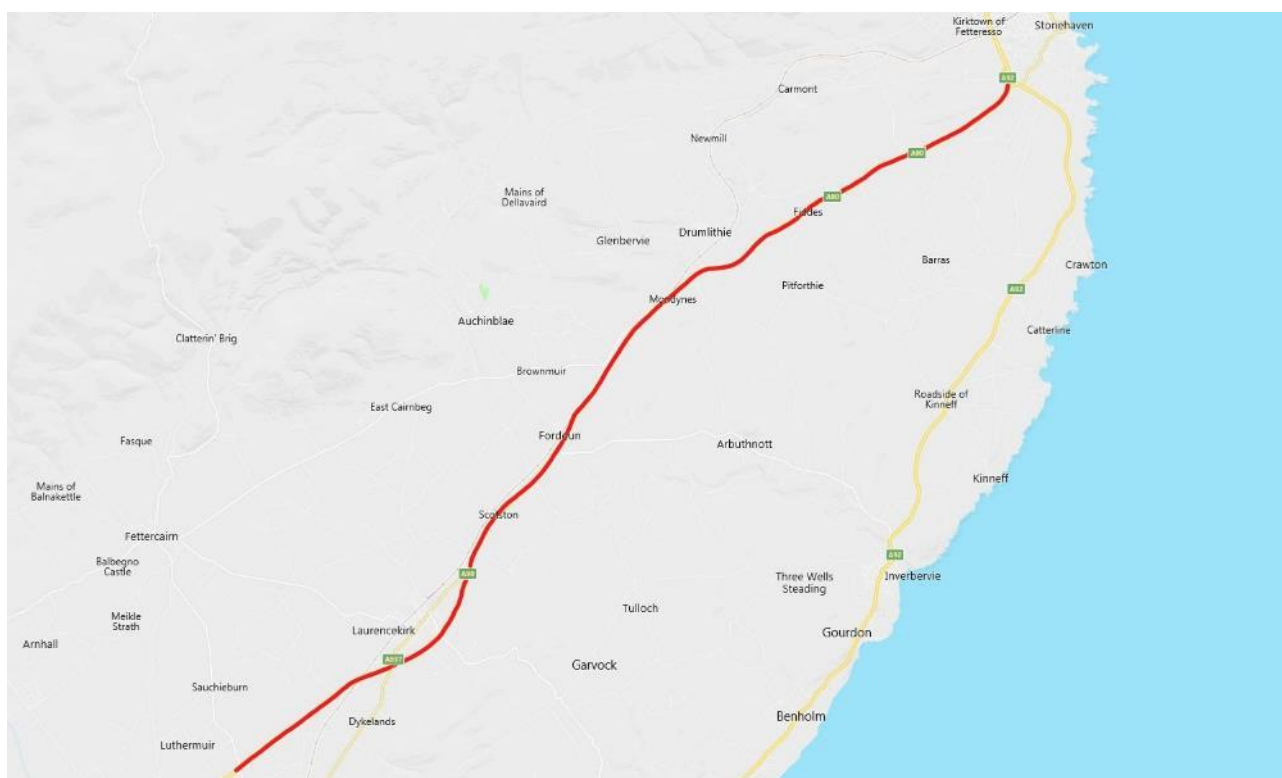 Kirktown of
Fetteresso
Stonehaven
A92
Carmont
Newmill
A90
Mains of
Dellavaird
A90
Fiddes
Drumlithie
Glenbervie
Barras
Crawton
Pitforthie
A92
Mondynes
Auchinblae
Catterline
Clatterin' Brig
Brownmuir
Roadside of
Kinneff
East Cairnbeg
Fordoun
Arbuthnott
Fasque
Kinneff
Mains of
Balnakettle
Scotston
Fettercairn
A92
Balbegno
Castle
A90
Three Wells
Steading
Inverbervie
Tulloch
Meikle
Strath
Laurencekirk
Gourdon
Arnhall
A937
Garvock
Sauchieburn
Dykelands
Benholm
Luthermuir